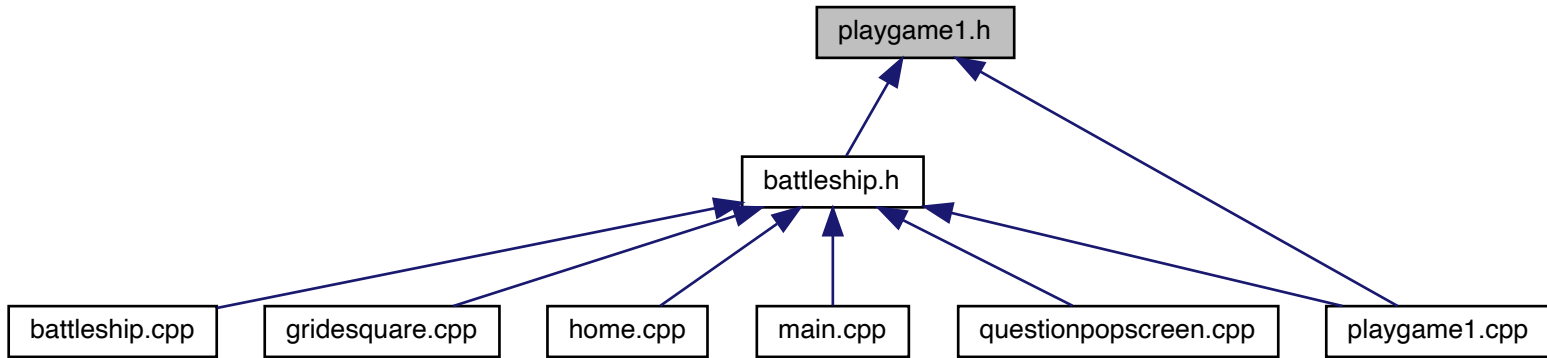 playgame1.h
battleship.h
battleship.cpp
gridesquare.cpp
home.cpp
main.cpp
questionpopscreen.cpp
playgame1.cpp